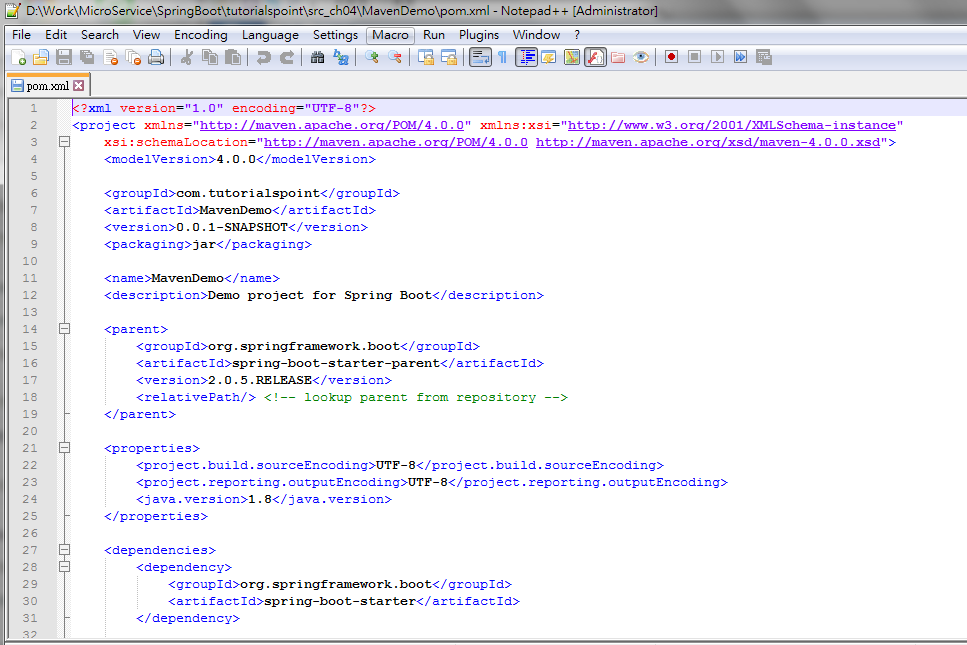 D:\Work\MicroService\SpringBoot\tutorialspoint\src_ch04\MavenDemo\pom.xml - Notepad++ [Administrator]
File Edit Search View Encoding Language Settings Macro Run Plugins Window ?
pom.xml
1 <?xml version="1.0" encoding="UTF-8"?>
2 <project xmlns="http://maven.apache.org/POM/4.0.0" xmlns:xsi="http://www.w3.org/2001/XMLSchema-instance"
3 xsi:schemaLocation="http://maven.apache.org/POM/4.0.0 http://maven.apache.org/xsd/maven-4.0.0.xsd">
4 <modelVersion>4.0.0</modelVersion>
5
6 <groupId>com.tutorialspoint</groupId>
7 <artifactId>MavenDemo</artifactId>
8 <version>0.0.1-SNAPSHOT</version>
9 <packaging>jar</packaging>
10
11 <name>MavenDemo</name>
12 <description>Demo project for Spring Boot</description>
13
14 <parent>
15 <groupId>org.springframework.boot</groupId>
16 <artifactId>spring-boot-starter-parent</artifactId>
17 <version>2.0.5.RELEASE</version>
18 <relativePath/> <!-- lookup parent from repository -->
19 </parent>
20
21 <properties>
22 <project.build.sourceEncoding>UTF-8</project.build.sourceEncoding>
23 <project.reporting.outputEncoding>UTF-8</project.reporting.outputEncoding>
24 <java.version>1.8</java.version>
25 </properties>
26
27 <dependencies>
28 <dependency>
29 <groupId>org.springframework.boot</groupId>
30 <artifactId>spring-boot-starter</artifactId>
31 </dependency>
32